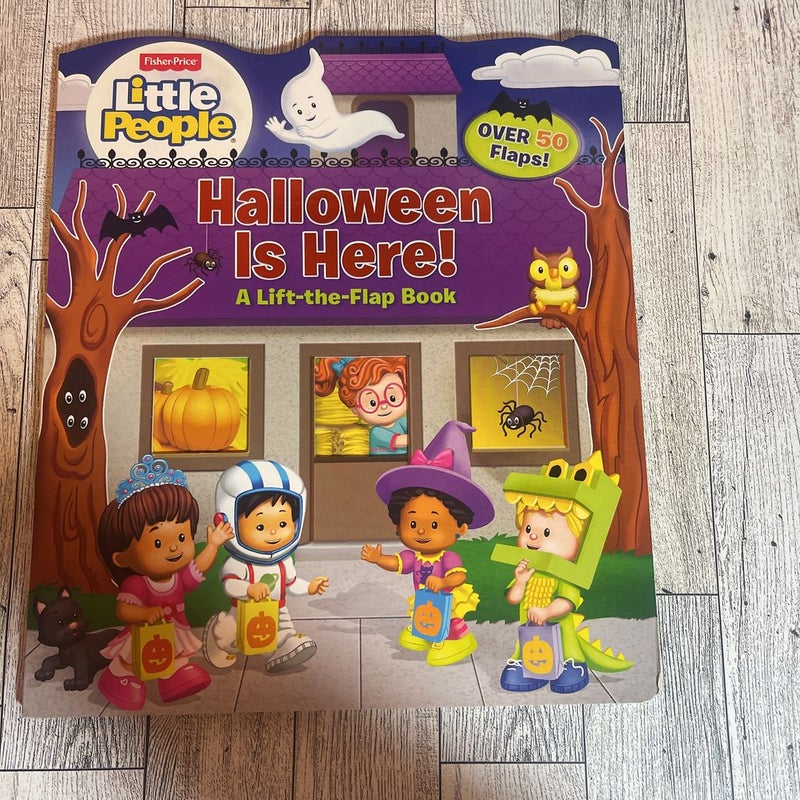 Fisher-Price
Little
People
OVER 50
Flaps!
Halloween
Is Here!
A Lift-the-Flap Book